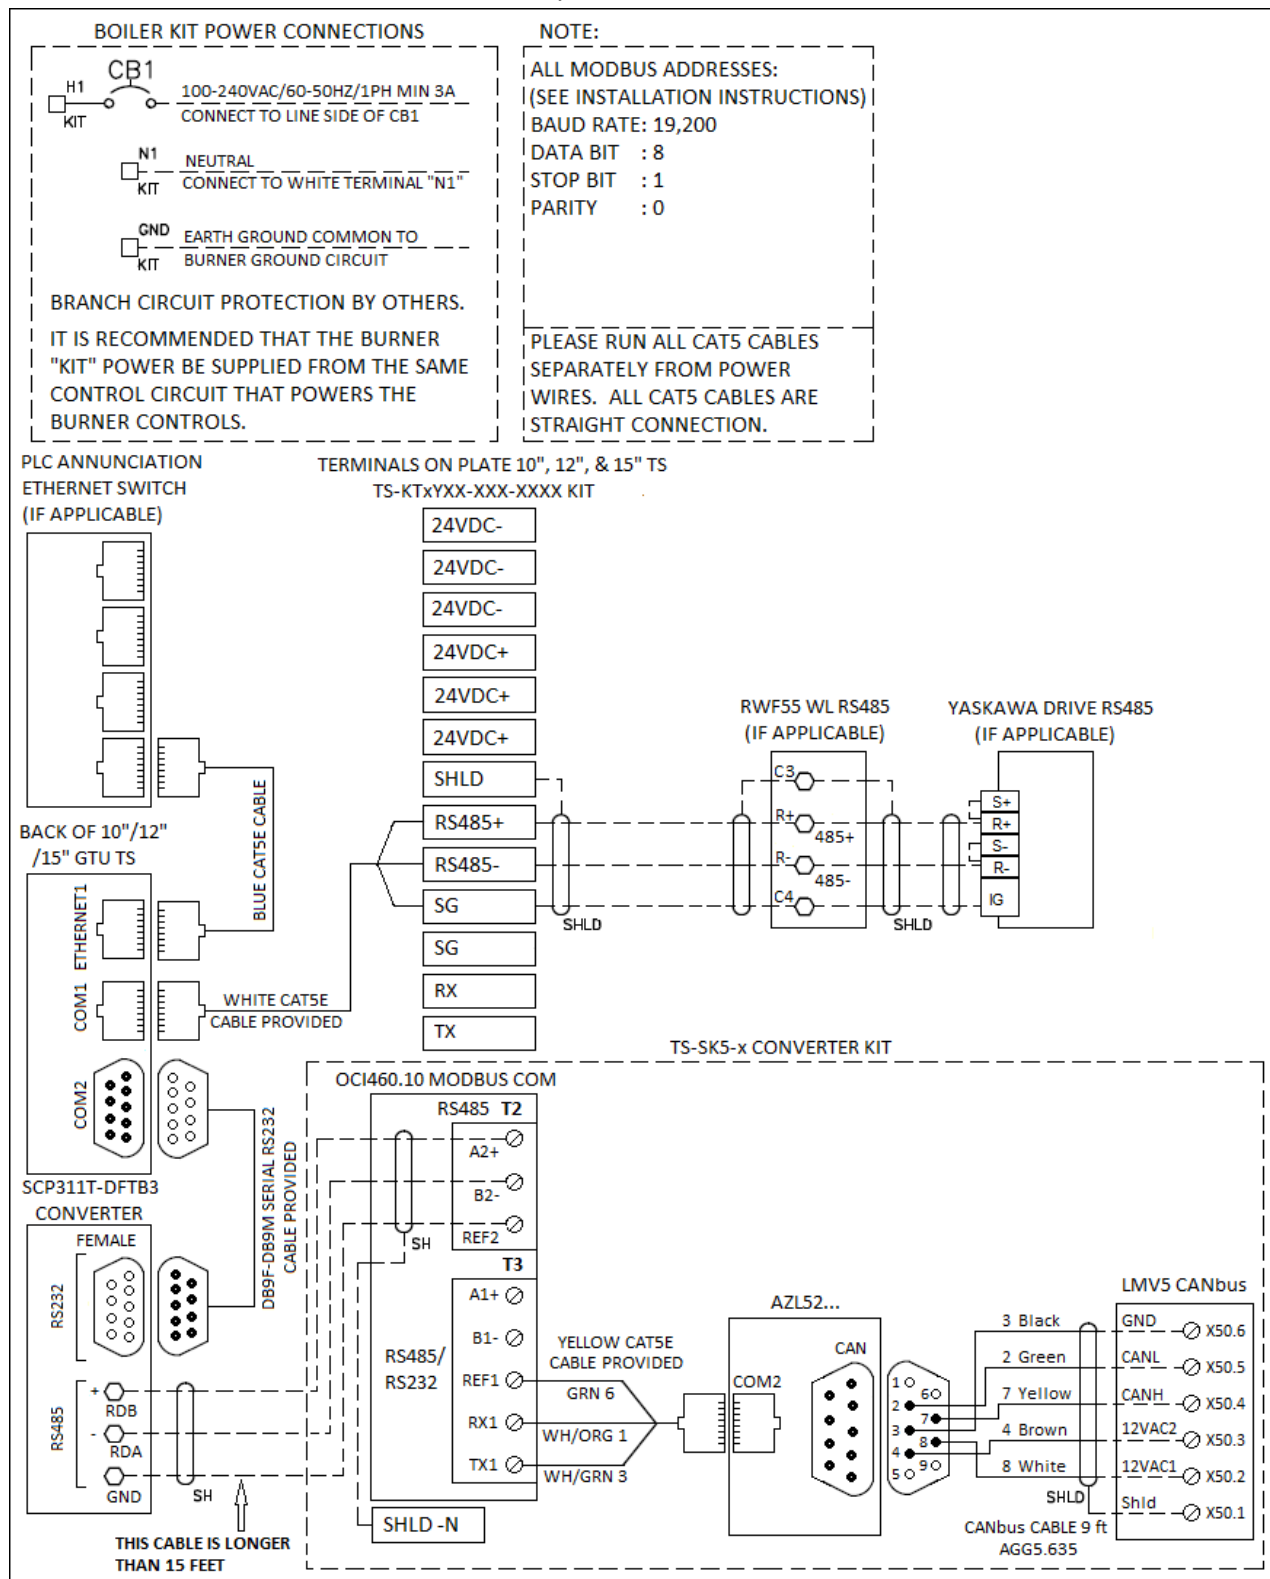 BOILER KIT POWER CONNECTIONS
CB1
H1
KIT
100-240VAC/60-50HZ/1PH MIN 3A
CONNECT TO LINE SIDE OF CB1
N1
KIT
NEUTRAL
CONNECT TO WHITE TERMINAL "N1"
GND
KIT
EARTH GROUND COMMON TO
BURNER GROUND CIRCUIT
BRANCH CIRCUIT PROTECTION BY OTHERS.
IT IS RECOMMENDED THAT THE BURNER
"KIT" POWER BE SUPPLIED FROM THE SAME
CONTROL CIRCUIT THAT POWERS THE
BURNER CONTROLS.
NOTE:
ALL MODBUS ADDRESSES:
(SEE INSTALLATION INSTRUCTIONS)
BAUD RATE: 19,200
DATA BIT : 8
STOP BIT : 1
PARITY : 0
PLEASE RUN ALL CAT5 CABLES
SEPARATELY FROM POWER
WIRES. ALL CAT5 CABLES ARE
STRAIGHT CONNECTION.
PLC ANNUNCIATION
ETHERNET SWITCH
(IF APPLICABLE)
TERMINALS ON PLATE 10", 12", & 15" TS
TS-KTxYXX-XXX-XXXX KIT
24VDC-
24VDC-
24VDC-
24VDC+
24VDC+
24VDC+
SHLD
RS485+
RS485-
SG
SG
RX
TX
SHLD
RWF55 WL RS485
(IF APPLICABLE)
C3
R+
485+
R-
485-
C4
SHLD
YASKAWA DRIVE RS485
(IF APPLICABLE)
S+
R+
S-
R-
IG
BLUE CAT5E CABLE
BACK OF 10"/12"
/15" GTU TS
ETHERNET1
COM1
COM2
WHITE CAT5E
CABLE PROVIDED
DB9F-DB9M SERIAL RS232
CABLE PROVIDED
SCP311T-DFTB3
CONVERTER
FEMALE
RS232
RS485
+
RDB
-
RDA
GND
SH
THIS CABLE IS LONGER
THAN 15 FEET
TS-SK5-x CONVERTER KIT
OCI460.10 MODBUS COM
RS485 T2
A2+
B2-
REF2
SH
T3
A1+
B1-
RS485/
RS232
REF1
RX1
TX1
SHLD -N
YELLOW CAT5E
CABLE PROVIDED
GRN 6
WH/ORG 1
WH/GRN 3
AZL52...
COM2
CAN
1
6
2
7
3
8
4
9
5
3 Black
2 Green
7 Yellow
4 Brown
8 White
SHLD
CANbus CABLE 9 ft
AGG5.635
LMV5 CANbus
GND X50.6
CANL X50.5
CANH X50.4
12VAC2 X50.3
12VAC1 X50.2
Shld X50.1